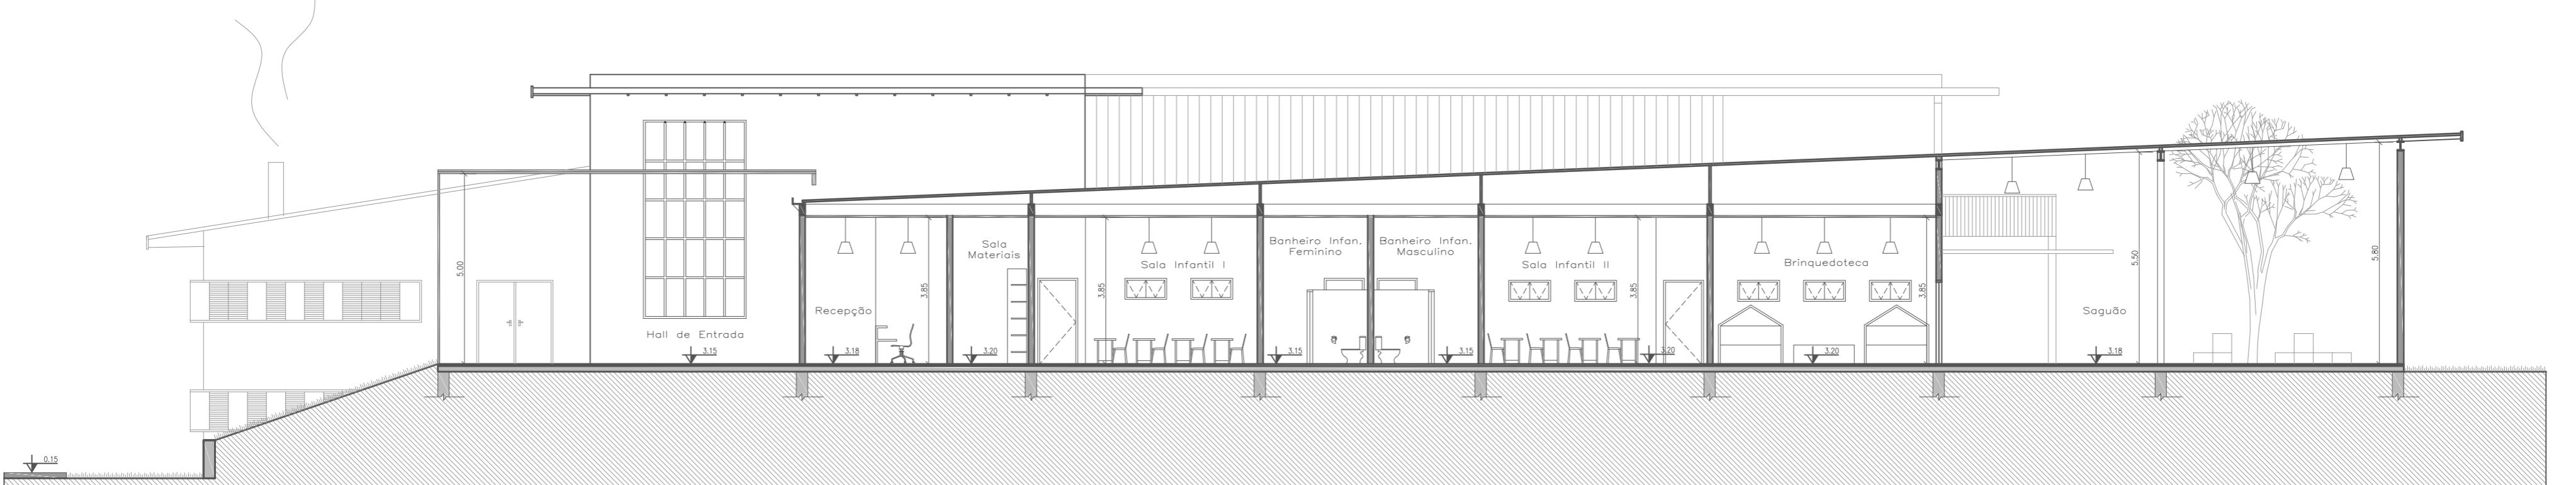 5.00
Hall de Entrada
3.15
Recepção
3.18
3.85
Sala
Materiais
3.20
3.85
Sala Infantil I
Banheiro Infan.
Feminino
3.15
Banheiro Infan.
Masculino
3.15
Sala Infantil II
3.85
3.20
Brinquedoteca
3.20
3.85
Saguão
3.18
5.50
5.80
0.15